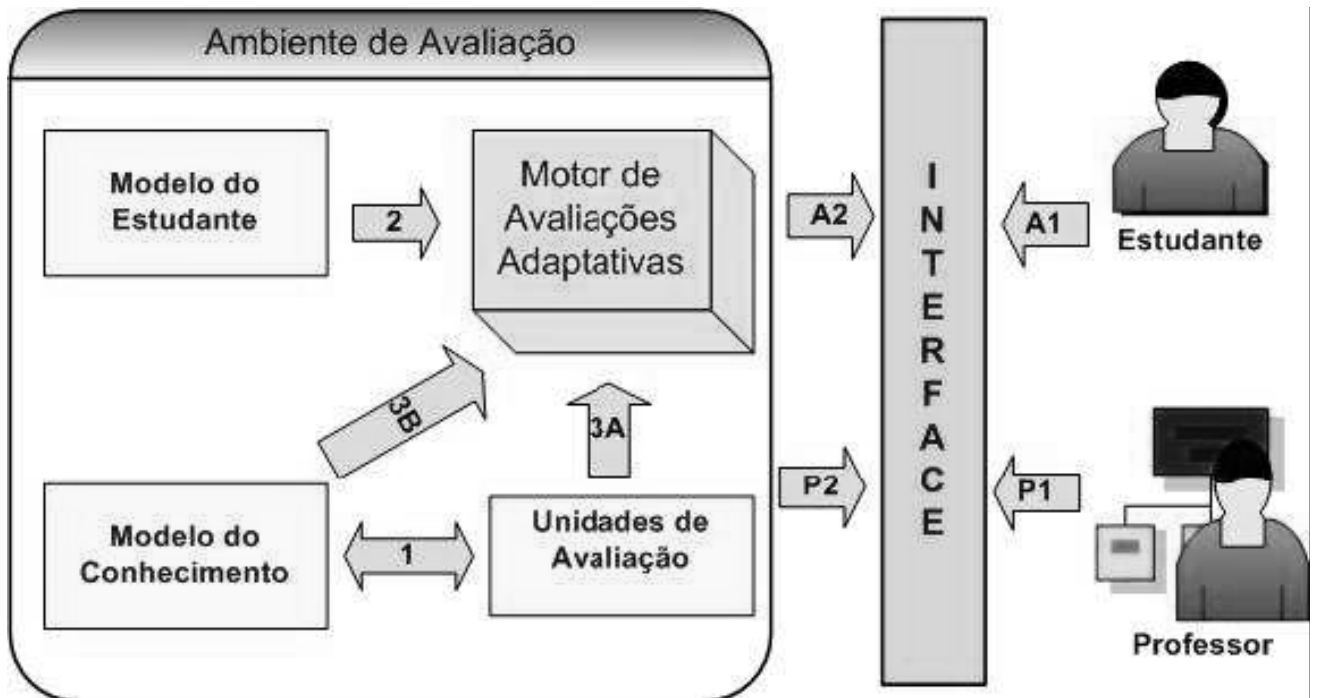 Ambiente de Avaliação
Modelo do
Estudante
2
Motor de
Avaliações
Adaptativas
A2
INTERFACE
A1
Estudante
3B
3A
Modelo do
Conhecimento
1
Unidades de
Avaliação
P2
P1
Professor